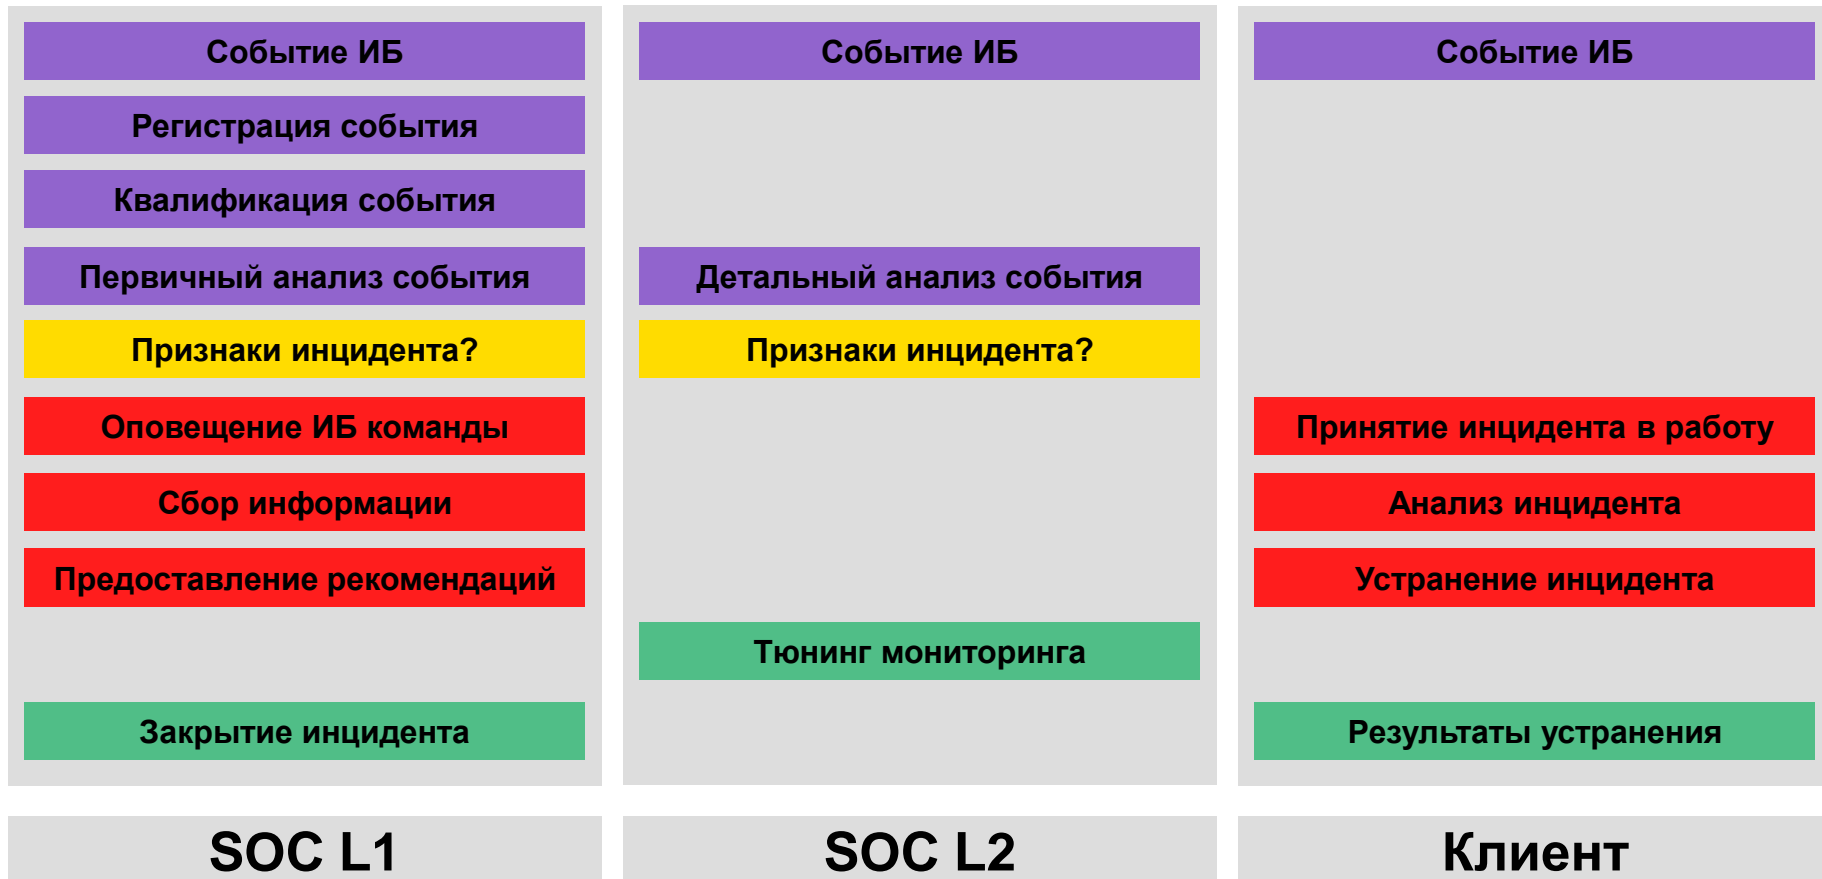 Событие ИБ
Регистрация события
Квалификация события
Первичный анализ события
Признаки инцидента?
Оповещение ИБ команды
Сбор информации
Предоставление рекомендаций
Закрытие инцидента
SOC L1
Событие ИБ
Детальный анализ события
Признаки инцидента?
Тюнинг мониторинга
SOC L2
Событие ИБ
Принятие инцидента в работу
Анализ инцидента
Устранение инцидента
Результаты устранения
Клиент